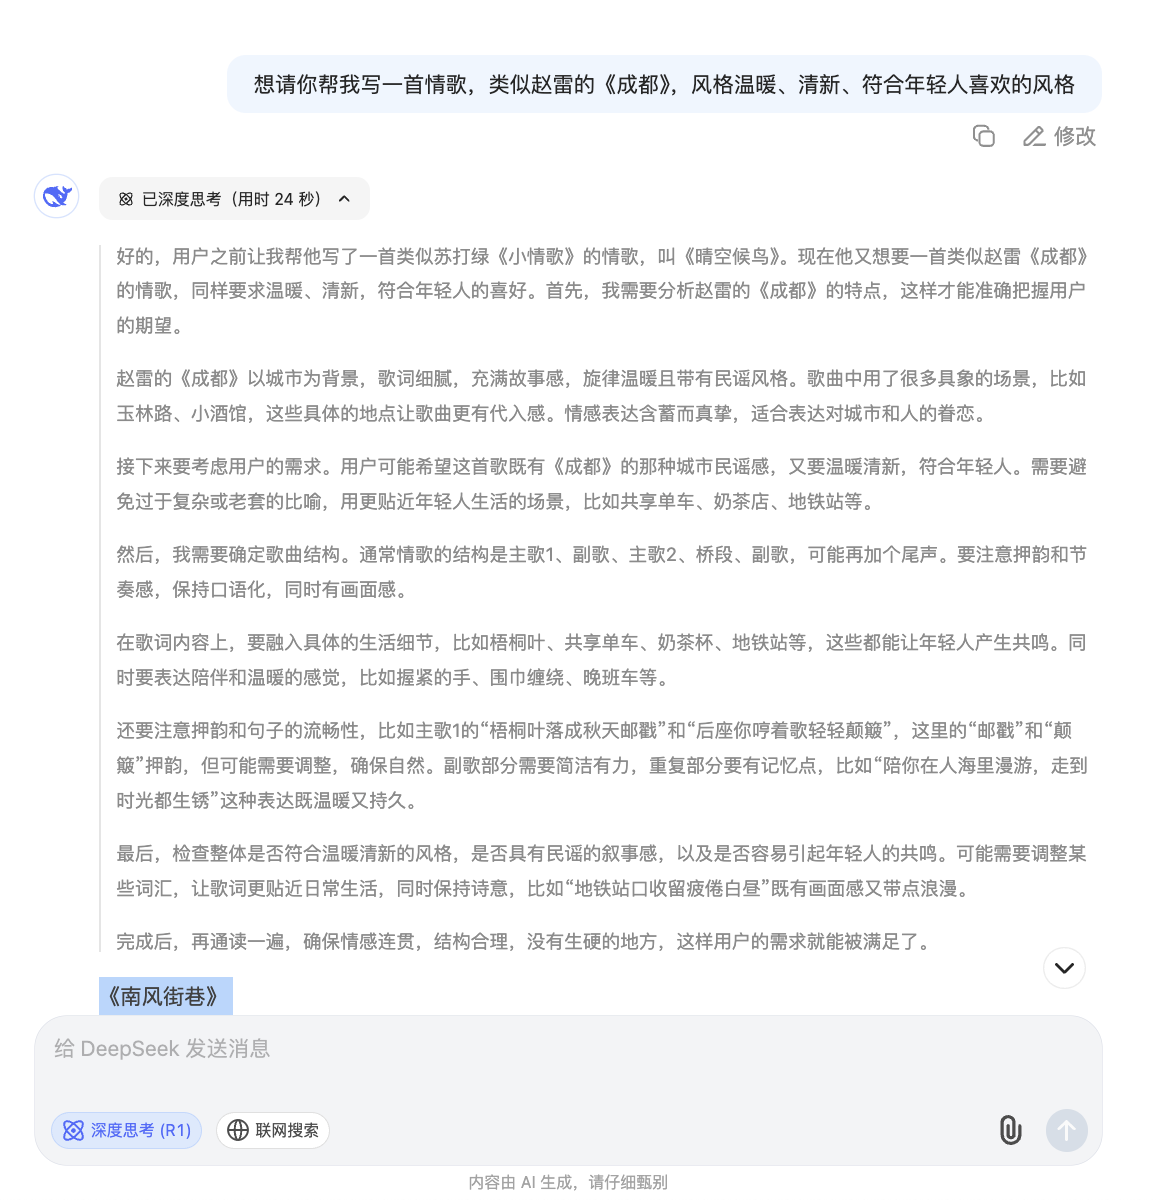 想请你帮我写一首情歌，类似赵雷的《成都》，风格温暖、清新、符合年轻人喜欢的风格
修改
已深度思考（用时 24 秒）
好的，用户之前让我帮他写了一首类似苏打绿《小情歌》的情歌，叫《晴空候鸟》。现在他又想要一首类似赵雷《成都》
的情歌，同样要求温暖、清新，符合年轻人的喜好。首先，我需要分析赵雷的《成都》的特点，这样才能准确把握用户
的期望。
赵雷的《成都》以城市为背景，歌词细腻，充满故事感，旋律温暖且带有民谣风格。歌曲中用了很多具象的场景，比如
玉林路、小酒馆，这些具体的地点让歌曲更有代入感。情感表达含蓄而真挚，适合表达对城市和人的眷恋。
接下来要考虑用户的需求。用户可能希望这首歌既有《成都》的那种城市民谣感，又要温暖清新，符合年轻人。需要避
免过于复杂或老套的比喻，用更贴近年轻人生活的场景，比如共享单车、奶茶店、地铁站等。
然后，我需要确定歌曲结构。通常情歌的结构是主歌1、副歌、主歌2、桥段、副歌，可能再加个尾声。要注意押韵和节
奏感，保持口语化，同时有画面感。
在歌词内容上，要融入具体的生活细节，比如梧桐叶、共享单车、奶茶杯、地铁站等，这些都能让年轻人产生共鸣。同
时要表达陪伴和温暖的感觉，比如握紧的手、围巾缠绕、晚班车等。
还要注意押韵和句子的流畅性，比如主歌1的“梧桐叶落成秋天邮戳”和“后座你哼着歌轻轻颠簸”，这里的“邮戳”和“颠
簸”押韵，但可能需要调整，确保自然。副歌部分需要简洁有力，重复部分要有记忆点，比如“陪你在人海里漫游，走到
时光都生锈”这种表达既温暖又持久。
最后，检查整体是否符合温暖清新的风格，是否具有民谣的叙事感，以及是否容易引起年轻人的共鸣。可能需要调整某
些词汇，让歌词更贴近日常生活，同时保持诗意，比如“地铁站口收留疲倦白昼”既有画面感又带点浪漫。
完成后，再通读一遍，确保情感连贯，结构合理，没有生硬的地方，这样用户的需求就能被满足了。
《南风街巷》
给 DeepSeek 发送消息
深度思考 (R1)
联网搜索
内容由 AI 生成，请仔细甄别